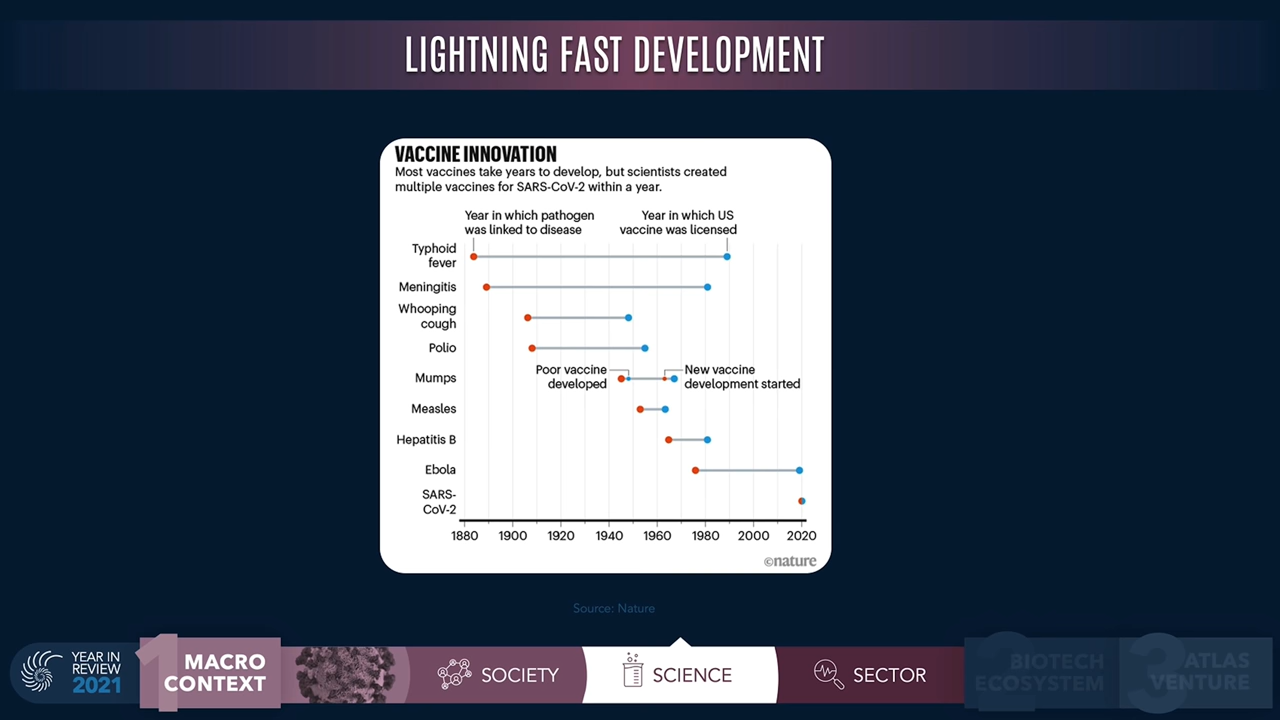 LIGHTNING FAST DEVELOPMENT
VACCINE INNOVATION
Most vaccines take years to develop, but scientists created
multiple vaccines for SARS-CoV-2 within a year.
Year in which pathogen
was linked to disease
Year in which US
vaccine was licensed
Typhoid
fever
Meningitis
Whooping
cough
Polio
Mumps
Poor vaccine
developed
New vaccine
development started
Measles
Hepatitis B
Ebola
SARS-
CoV-2
1880 1900 1920 1940 1960 1980 2000 2020
©nature
Source: Nature
YEAR IN
REVIEW
2021
1 MACRO
CONTEXT
SOCIETY
SCIENCE
SECTOR
2 BIOTECH
ECOSYSTEM
3 ATLAS
VENTURE